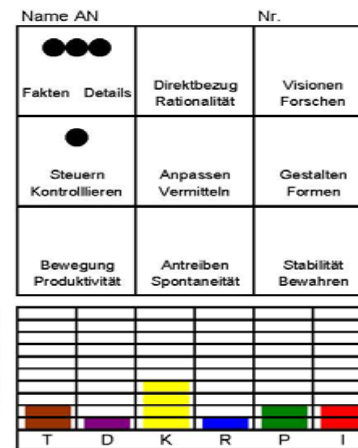 Name AN Nr.
Fakten Details
Direktbezug
Rationalität
Visionen
Forschen
Steuern
Kontrolllieren
Anpassen
Vermitteln
Gestalten
Formen
Bewegung
Produktivität
Antreiben
Spontaneität
Stabilität
Bewahren
T D K R P I